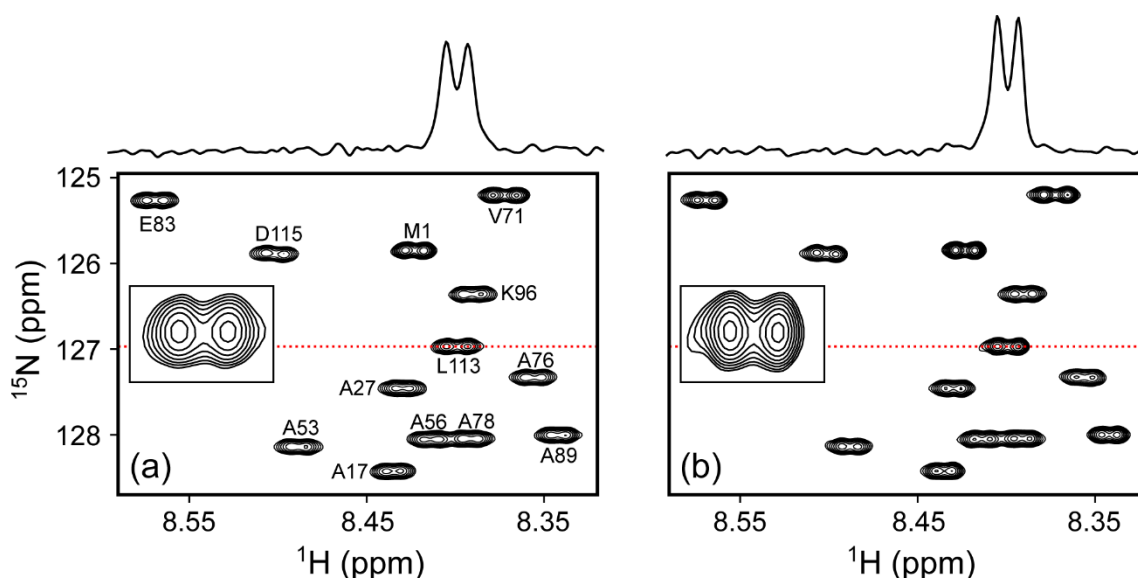 125
126
127
128
¹⁵N (ppm)
E83
V71
D115
M1
K96
L113
A76
A27
A53
A56
A78
A89
A17
(a)
8.55
8.45
8.35
¹H (ppm)
(b)
8.55
8.45
8.35
¹H (ppm)